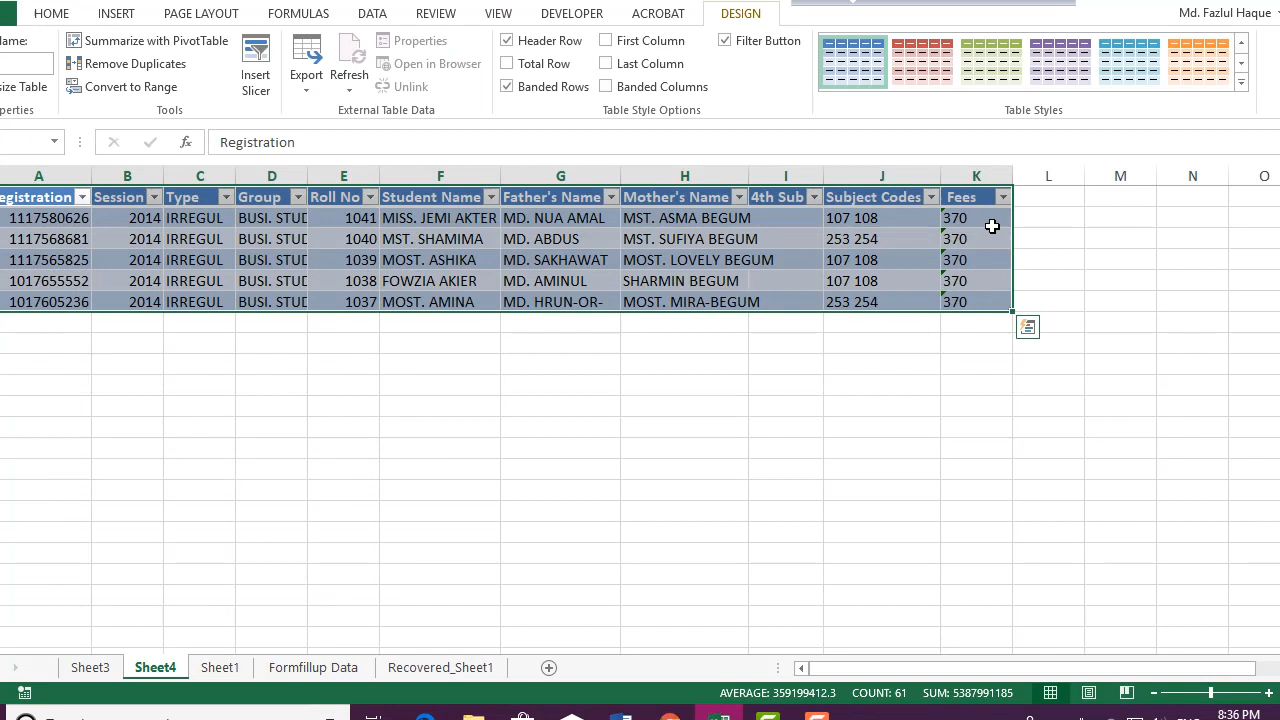 HOME INSERT PAGE LAYOUT FORMULAS DATA REVIEW VIEW DEVELOPER ACROBAT DESIGN Md. Fazlul Haque
ame: Summarize with PivotTable Properties Header Row First Column Filter Button
Remove Duplicates Insert Slicer Export Refresh Open in Browser Total Row Last Column
size Table Convert to Range Unlink Banded Rows Banded Columns
perties Tools External Table Data Table Style Options Table Styles
fx Registration
A B C D E F G H I J K L M N O
egistration Session Type Group Roll No Student Name Father's Name Mother's Name 4th Sub Subject Codes Fees
1117580626 2014 IRREGUL BUSI. STUD 1041 MISS. JEMI AKTER MD. NUA AMAL MST. ASMA BEGUM 107 108 370
1117568681 2014 IRREGUL BUSI. STUD 1040 MST. SHAMIMA MD. ABDUS MST. SUFIYA BEGUM 253 254 370
1117565825 2014 IRREGUL BUSI. STUD 1039 MOST. ASHIKA MD. SAKHAWAT MOST. LOVELY BEGUM 107 108 370
1017655552 2014 IRREGUL BUSI. STUD 1038 FOWZIA AKIER MD. AMINUL SHARMIN BEGUM 107 108 370
1017605236 2014 IRREGUL BUSI. STUD 1037 MOST. AMINA MD. HRUN-OR- MOST. MIRA-BEGUM 253 254 370
Sheet3 Sheet4 Sheet1 Formfillup Data Recovered_Sheet1
AVERAGE: 359199412.3 COUNT: 61 SUM: 5387991185
8:36 PM